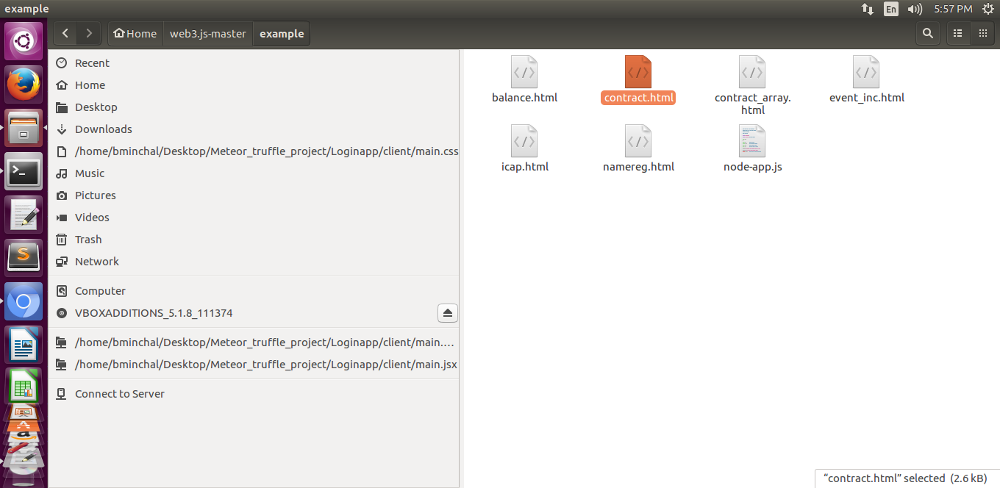 example
En
5:57 PM
Home
web3.js-master
example
Recent
Home
Desktop
Downloads
/home/bminchal/Desktop/Meteor_truffle_project/Loginapp/client/main.css
Music
Pictures
Videos
Trash
Network
Computer
VBOXADDITIONS_5.1.8_111374
/home/bminchal/Desktop/Meteor_truffle_project/Loginapp/client/main.…
/home/bminchal/Desktop/Meteor_truffle_project/Loginapp/client/main.jsx
Connect to Server
balance.html
contract.html
contract_array.
html
event_inc.html
icap.html
namereg.html
node-app.js
“contract.html” selected (2.6 kB)